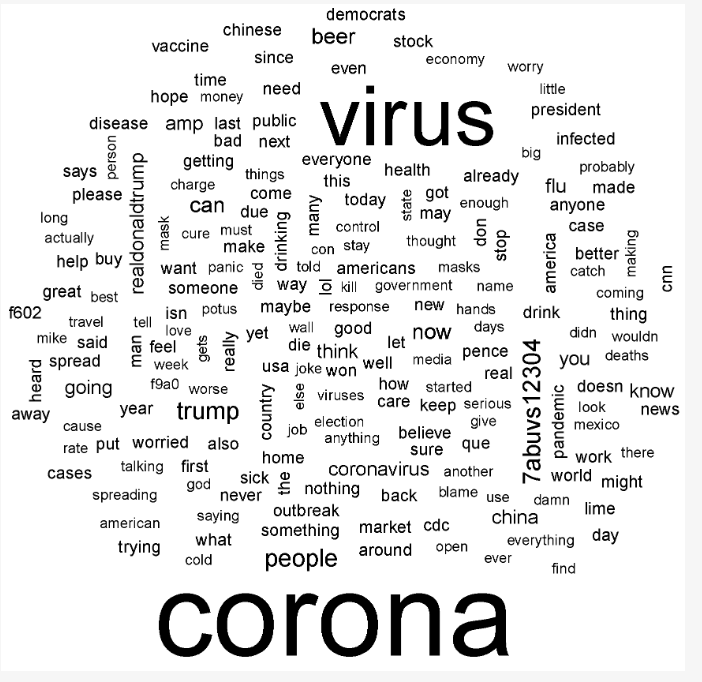 democrats
chinese
beer
vaccine
stock
since
economy
even
worry
time
need
little
hope
money
virus
president
disease
amp
last
public
infected
bad
next
person
big
getting
everyone
probably
says
things
this
health
already
realdonaldtrump
charge
come
flu
made
please
can
due
many
today
state
got
enough
anyone
long
mask
drinking
may
don
case
actually
cure
must
control
thought
stop
make
con
stay
america
better
making
help
buy
want
panic
died
told
americans
masks
catch
cnn
great
best
someone
way
lol
kill
government
name
coming
f602
isn
potus
maybe
response
new
hands
drink
thing
travel
tell
love
yet
wall
good
now
days
didn
wouldn
mike
said
man
feel
gets
really
die
think
let
pence
you
deaths
spread
week
usa
joke
won
well
media
real
7abuvs12304
heard
going
f9a0
worse
country
else
viruses
how
started
doesn
know
away
year
trump
care
keep
serious
pandemic
look
news
cause
job
election
give
mexico
anything
believe
rate
put
worried
also
sure
que
home
work
there
cases
talking
first
sick
the
coronavirus
another
world
might
god
spreading
never
nothing
back
blame
use
damn
american
saying
outbreak
china
lime
something
market
cdc
trying
what
everything
day
cold
people
around
open
ever
find
corona